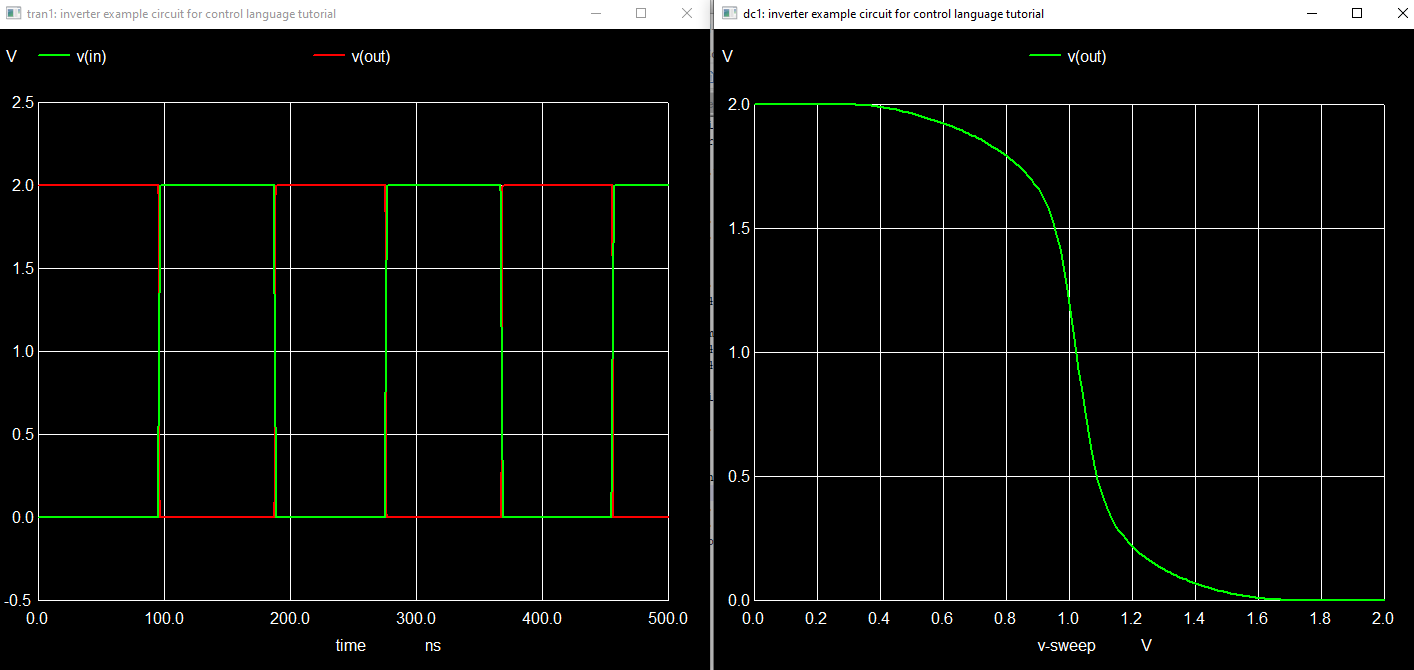 tran1: inverter example circuit for control language tutorial
V v(in) v(out)
2.5
2.0
1.5
1.0
0.5
0.0
-0.5
0.0 100.0 200.0 300.0 400.0 500.0
time ns
dc1: inverter example circuit for control language tutorial
V v(out)
2.0
1.5
1.0
0.5
0.0
0.0 0.2 0.4 0.6 0.8 1.0 1.2 1.4 1.6 1.8 2.0
v-sweep V